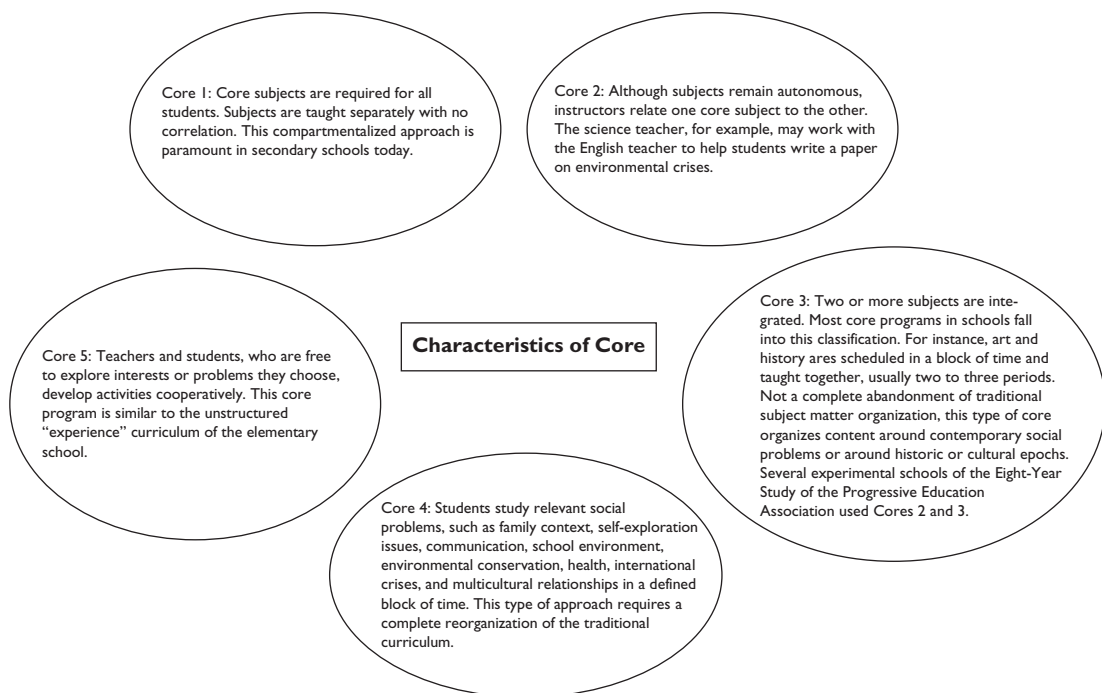 Core 1: Core subjects are required for all
students. Subjects are taught separately with no
correlation. This compartmentalized approach is
paramount in secondary schools today.
Core 2: Although subjects remain autonomous,
instructors relate one core subject to the other.
The science teacher, for example, may work with
the English teacher to help students write a paper
on environmental crises.
Characteristics of Core
Core 3: Two or more subjects are inte-
grated. Most core programs in schools fall
into this classification. For instance, art and
history ares scheduled in a block of time and
taught together, usually two to three periods.
Not a complete abandonment of traditional
subject matter organization, this type of core
organizes content around contemporary social
problems or around historic or cultural epochs.
Several experimental schools of the Eight-Year
Study of the Progressive Education
Association used Cores 2 and 3.
Core 4: Students study relevant social
problems, such as family context, self-exploration
issues, communication, school environment,
environmental conservation, health, international
crises, and multicultural relationships in a defined
block of time. This type of approach requires a
complete reorganization of the traditional
curriculum.
Core 5: Teachers and students, who are free
to explore interests or problems they choose,
develop activities cooperatively. This core
program is similar to the unstructured
“experience” curriculum of the elementary
school.